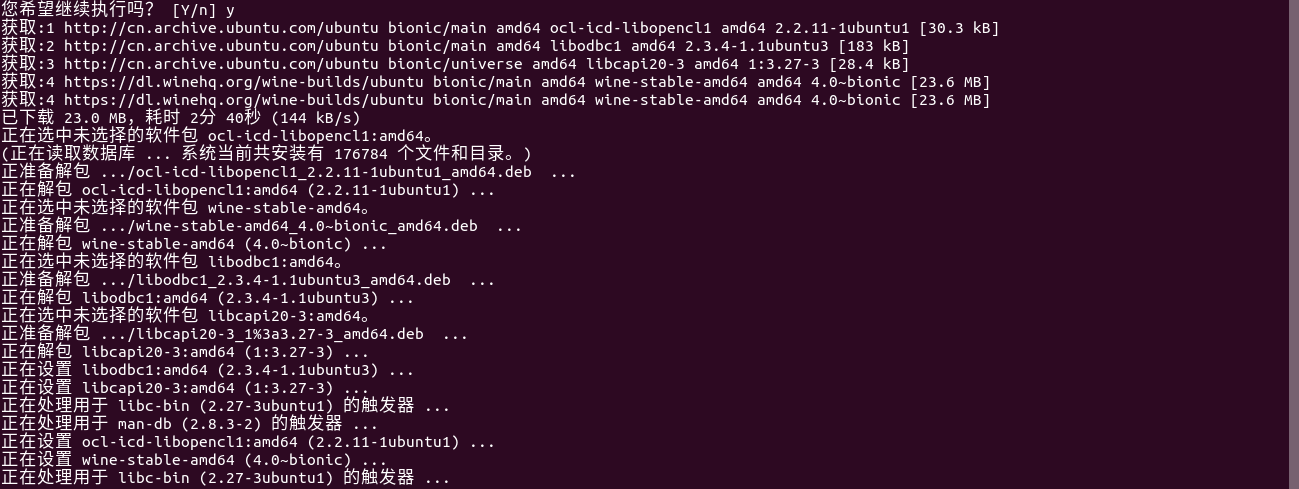 您希望继续执行吗？ [Y/n] y
获取:1 http://cn.archive.ubuntu.com/ubuntu bionic/main amd64 ocl-icd-libopencl1 amd64 2.2.11-1ubuntu1 [30.3 kB]
获取:2 http://cn.archive.ubuntu.com/ubuntu bionic/main amd64 libodbc1 amd64 2.3.4-1.1ubuntu3 [183 kB]
获取:3 http://cn.archive.ubuntu.com/ubuntu bionic/universe amd64 libcapi20-3 amd64 1:3.27-3 [28.4 kB]
获取:4 https://dl.winehq.org/wine-builds/ubuntu bionic/main amd64 wine-stable-amd64 amd64 4.0~bionic [23.6 MB]
获取:4 https://dl.winehq.org/wine-builds/ubuntu bionic/main amd64 wine-stable-amd64 amd64 4.0~bionic [23.6 MB]
已下载 23.0 MB，耗时 2分 40秒 (144 kB/s)
正在选中未选择的软件包 ocl-icd-libopencl1:amd64。
(正在读取数据库 ... 系统当前共安装有 176784 个文件和目录。)
正准备解包 .../ocl-icd-libopencl1_2.2.11-1ubuntu1_amd64.deb  ...
正在解包 ocl-icd-libopencl1:amd64 (2.2.11-1ubuntu1) ...
正在选中未选择的软件包 wine-stable-amd64。
正准备解包 .../wine-stable-amd64_4.0~bionic_amd64.deb  ...
正在解包 wine-stable-amd64 (4.0~bionic) ...
正在选中未选择的软件包 libodbc1:amd64。
正准备解包 .../libodbc1_2.3.4-1.1ubuntu3_amd64.deb  ...
正在解包 libodbc1:amd64 (2.3.4-1.1ubuntu3) ...
正在选中未选择的软件包 libcapi20-3:amd64。
正准备解包 .../libcapi20-3_1%3a3.27-3_amd64.deb  ...
正在解包 libcapi20-3:amd64 (1:3.27-3) ...
正在设置 libodbc1:amd64 (2.3.4-1.1ubuntu3) ...
正在设置 libcapi20-3:amd64 (1:3.27-3) ...
正在处理用于 libc-bin (2.27-3ubuntu1) 的触发器 ...
正在处理用于 man-db (2.8.3-2) 的触发器 ...
正在设置 ocl-icd-libopencl1:amd64 (2.2.11-1ubuntu1) ...
正在设置 wine-stable-amd64 (4.0~bionic) ...
正在处理用于 libc-bin (2.27-3ubuntu1) 的触发器 ...